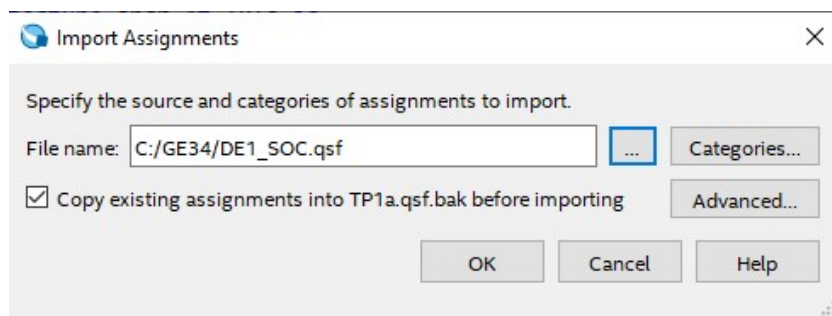 Import Assignments
Specify the source and categories of assignments to import.
File name: C:/GE34/DE1_SOC.qsf ... Categories...
Copy existing assignments into TP1a.qsf.bak before importing Advanced...
OK Cancel Help